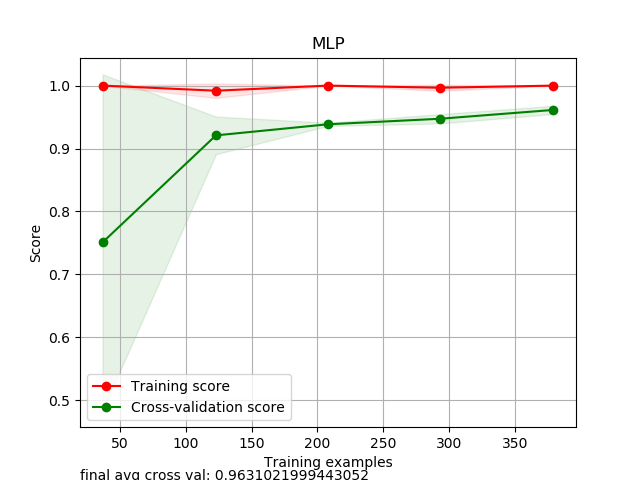 MLP
1.0
0.9
0.8
0.7
0.6
0.5
Score
Training score
Cross-validation score
50 100 150 200 250 300 350
Training examples
final avg cross val: 0.9631021999443052